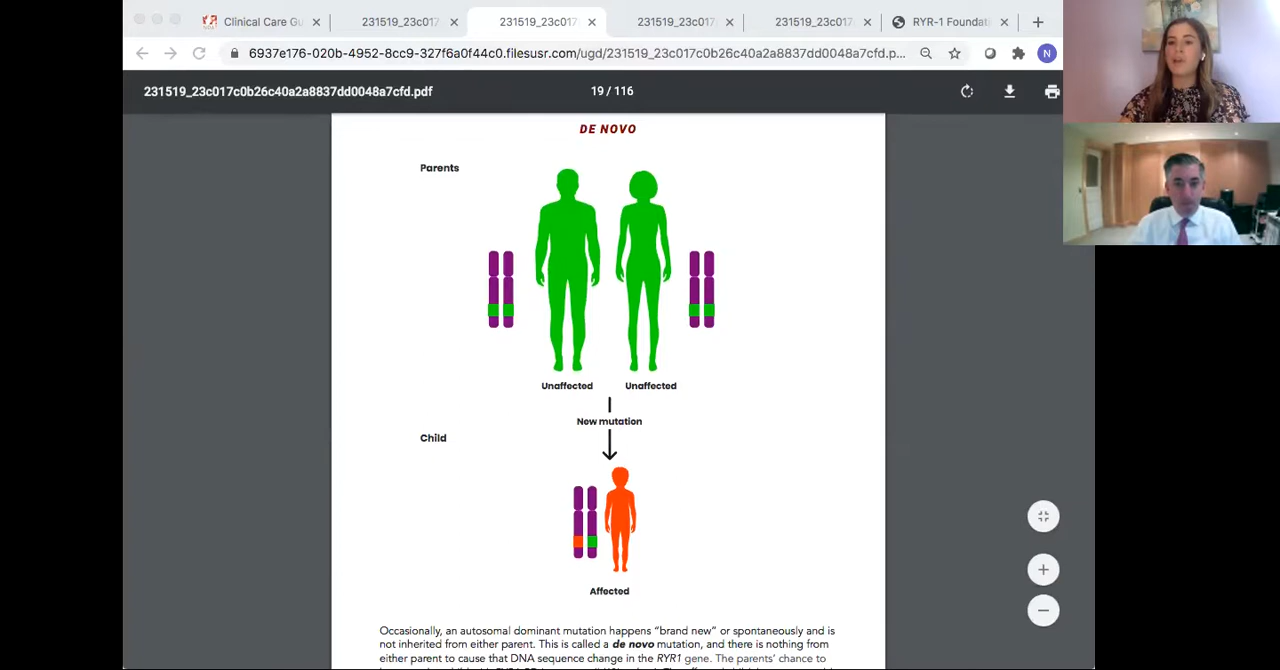 Clinical Care Gu
231519_23c017
231519_23c017
231519_23c017
231519_23c017
RYR-1 Foundat
6937e176-020b-4952-8cc9-327f6a0f44c0.filesusr.com/ugd/231519_23c017c0b26c40a2a8837dd0048a7cfd.p...
N
231519_23c017c0b26c40a2a8837dd0048a7cfd.pdf
19 / 116
DE NOVO
Parents
Unaffected Unaffected
New mutation
Child
Affected
Occasionally, an autosomal dominant mutation happens “brand new” or spontaneously and is
not inherited from either parent. This is called a de novo mutation, and there is nothing from
either parent to cause that DNA sequence change in the RYR1 gene. The parents’ chance to